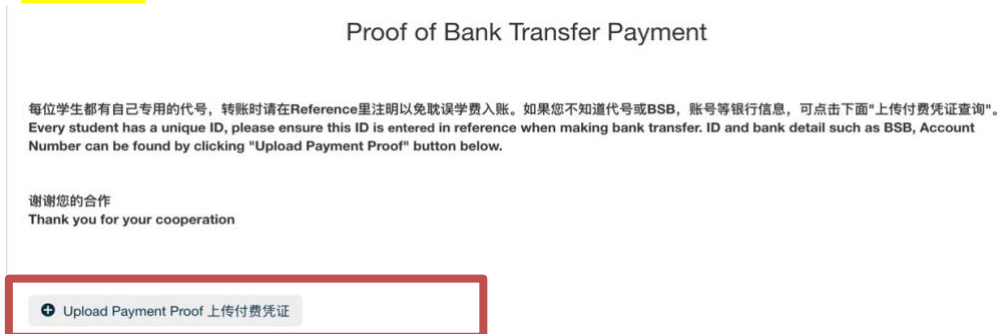 Proof of Bank Transfer Payment
每位学生都有自己专用的代号，转账时请在Reference里注明以免耽误学费入账。如果您不知道代号或BSB，账号等银行信息，可点击下面"上传付费凭证查询"。
Every student has a unique ID, please ensure this ID is entered in reference when making bank transfer. ID and bank detail such as BSB, Account
Number can be found by clicking "Upload Payment Proof" button below.
谢谢您的合作
Thank you for your cooperation
Upload Payment Proof 上传付费凭证